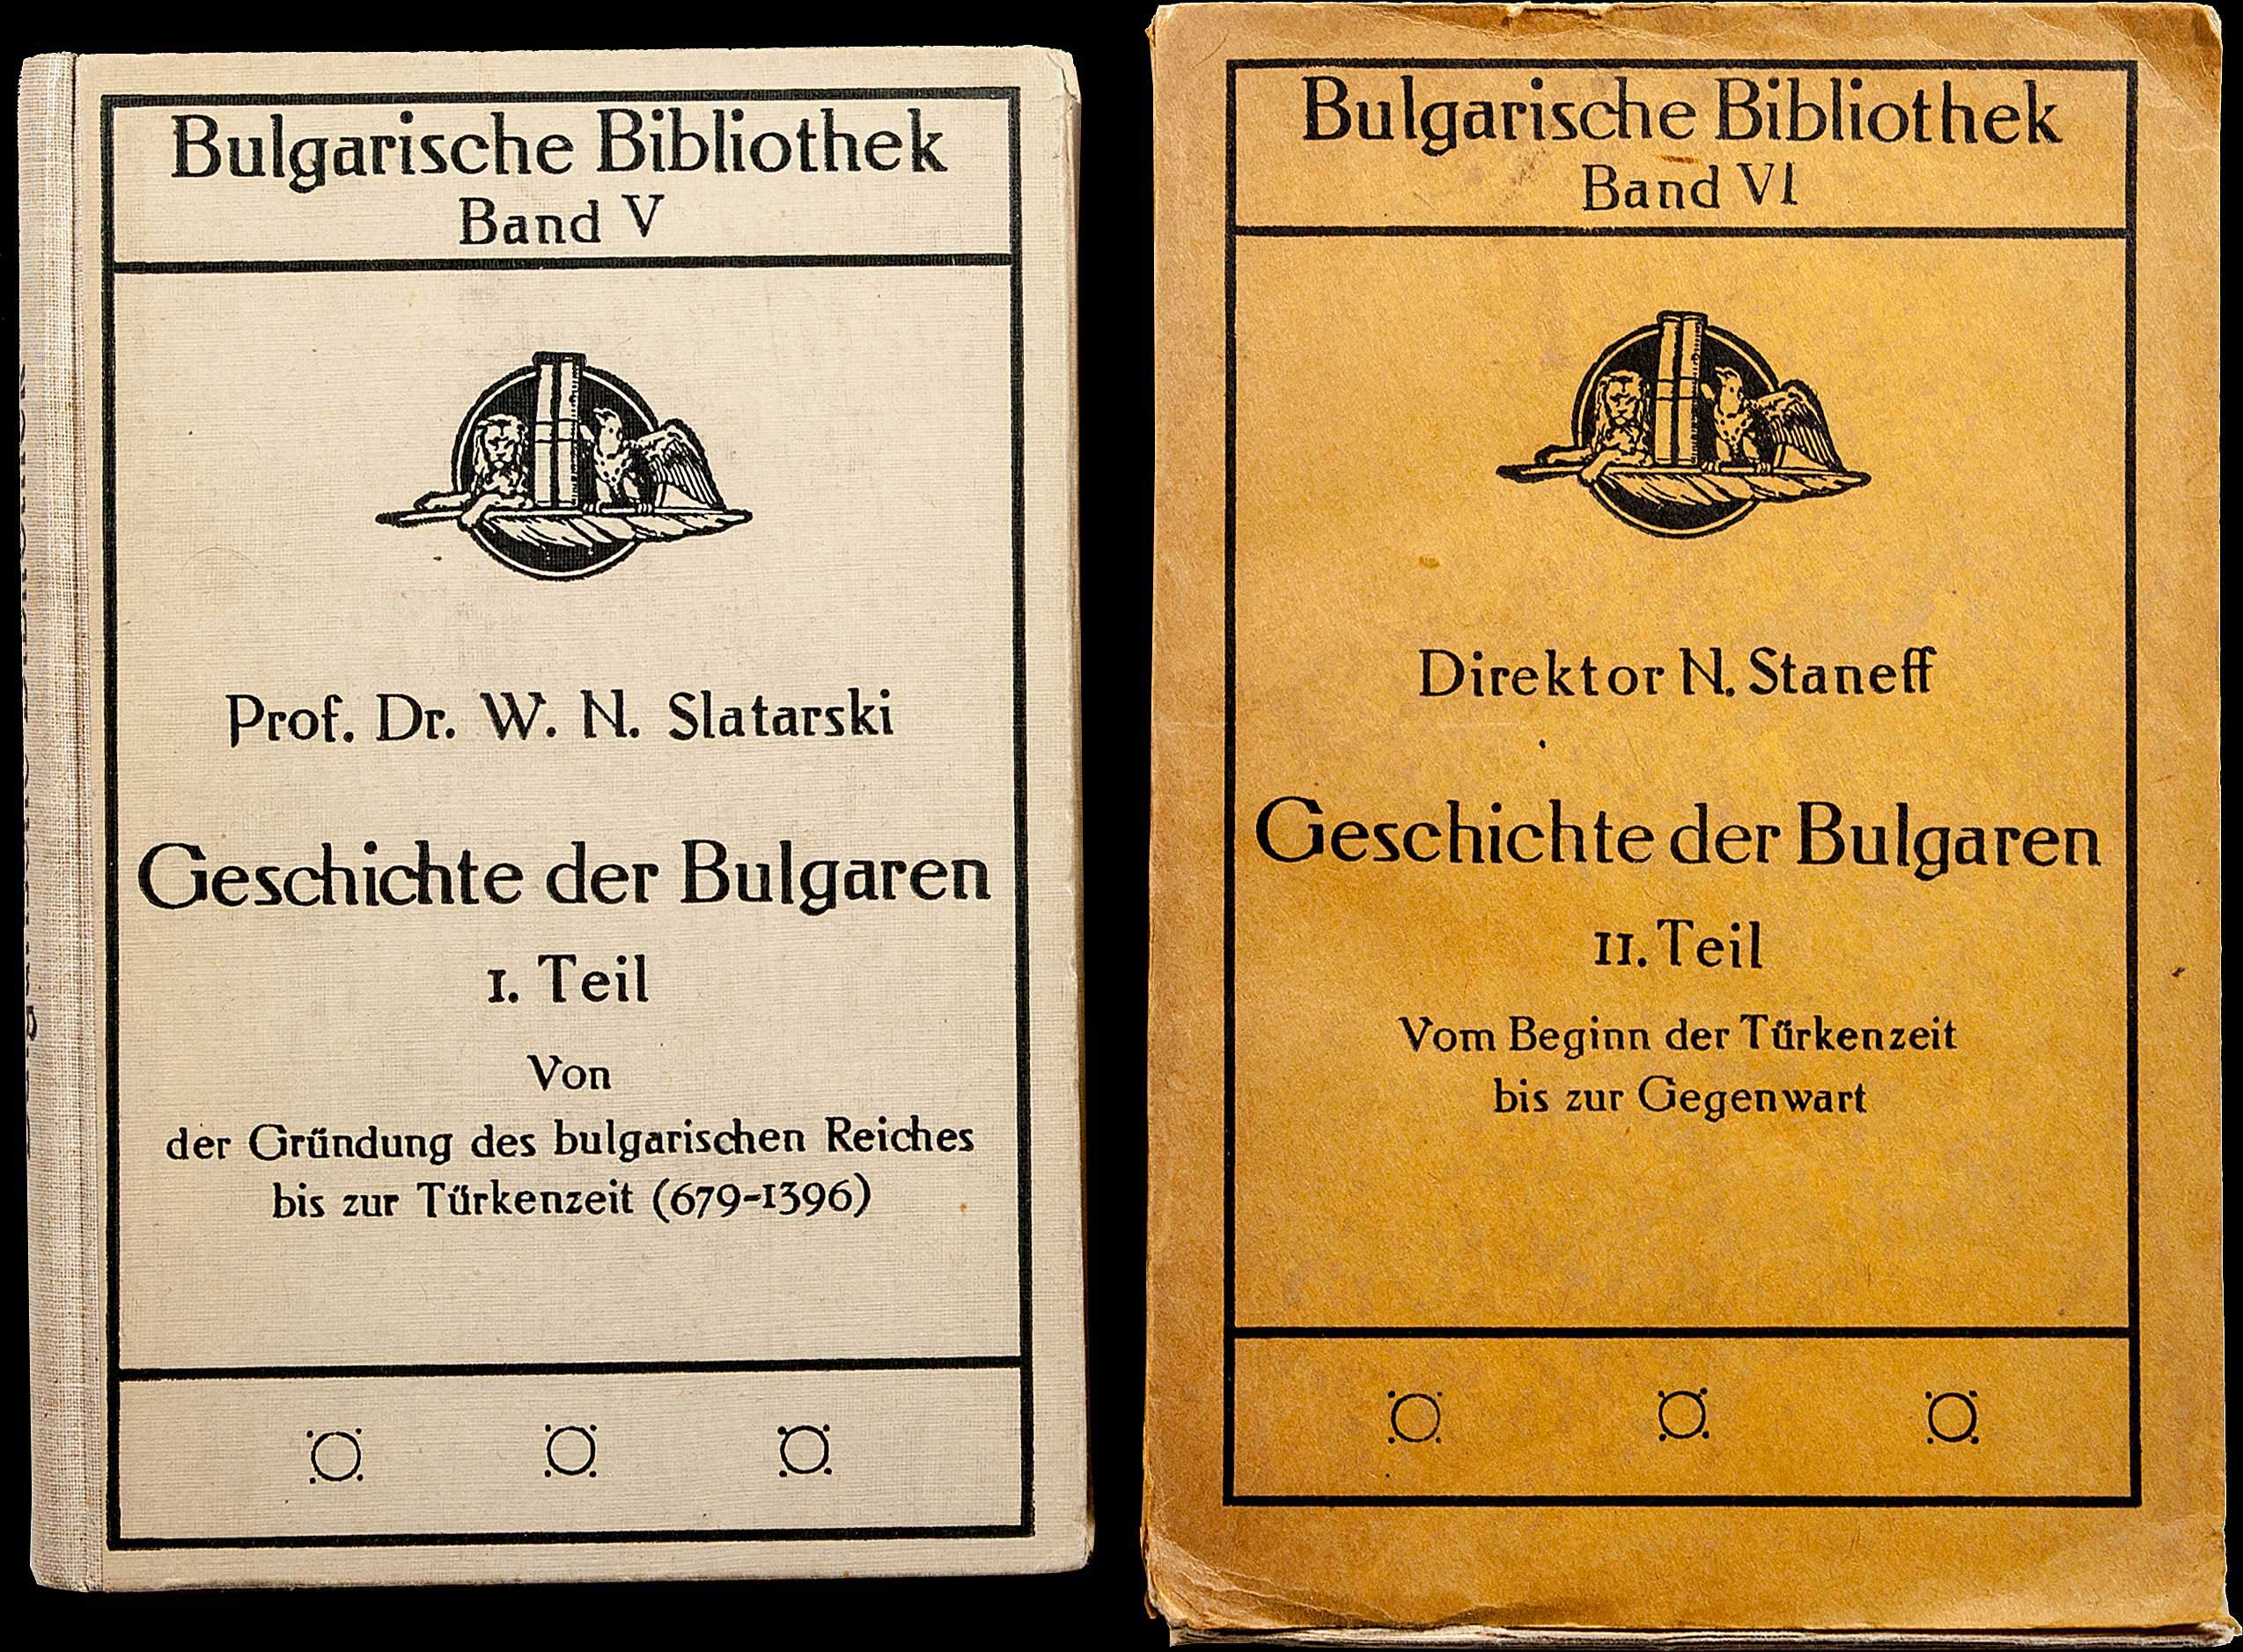 Bulgarische Bibliothek
Band V
Prof. Dr. W. N. Slatarski
Geschichte der Bulgaren
I. Teil
Von
der Gründung des bulgarischen Reiches
bis zur Türkenzeit (679-1396)
Bulgarische Bibliothek
Band VI
Direktor N. Staneff
Geschichte der Bulgaren
II. Teil
Vom Beginn der Türkenzeit
bis zur Gegenwart